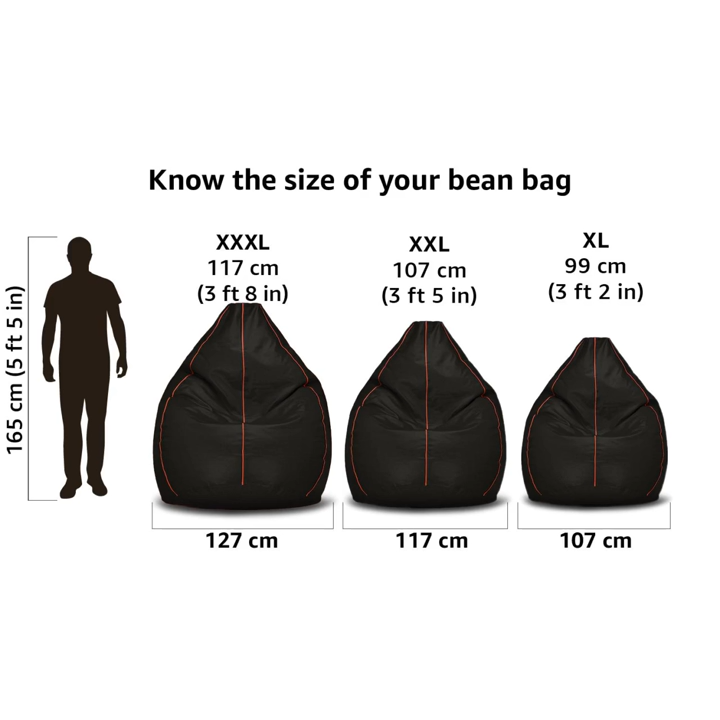 Know the size of your bean bag
165 cm (5 ft 5 in)
XXXL
117 cm
(3 ft 8 in)
XXL
107 cm
(3 ft 5 in)
XL
99 cm
(3 ft 2 in)
127 cm
117 cm
107 cm